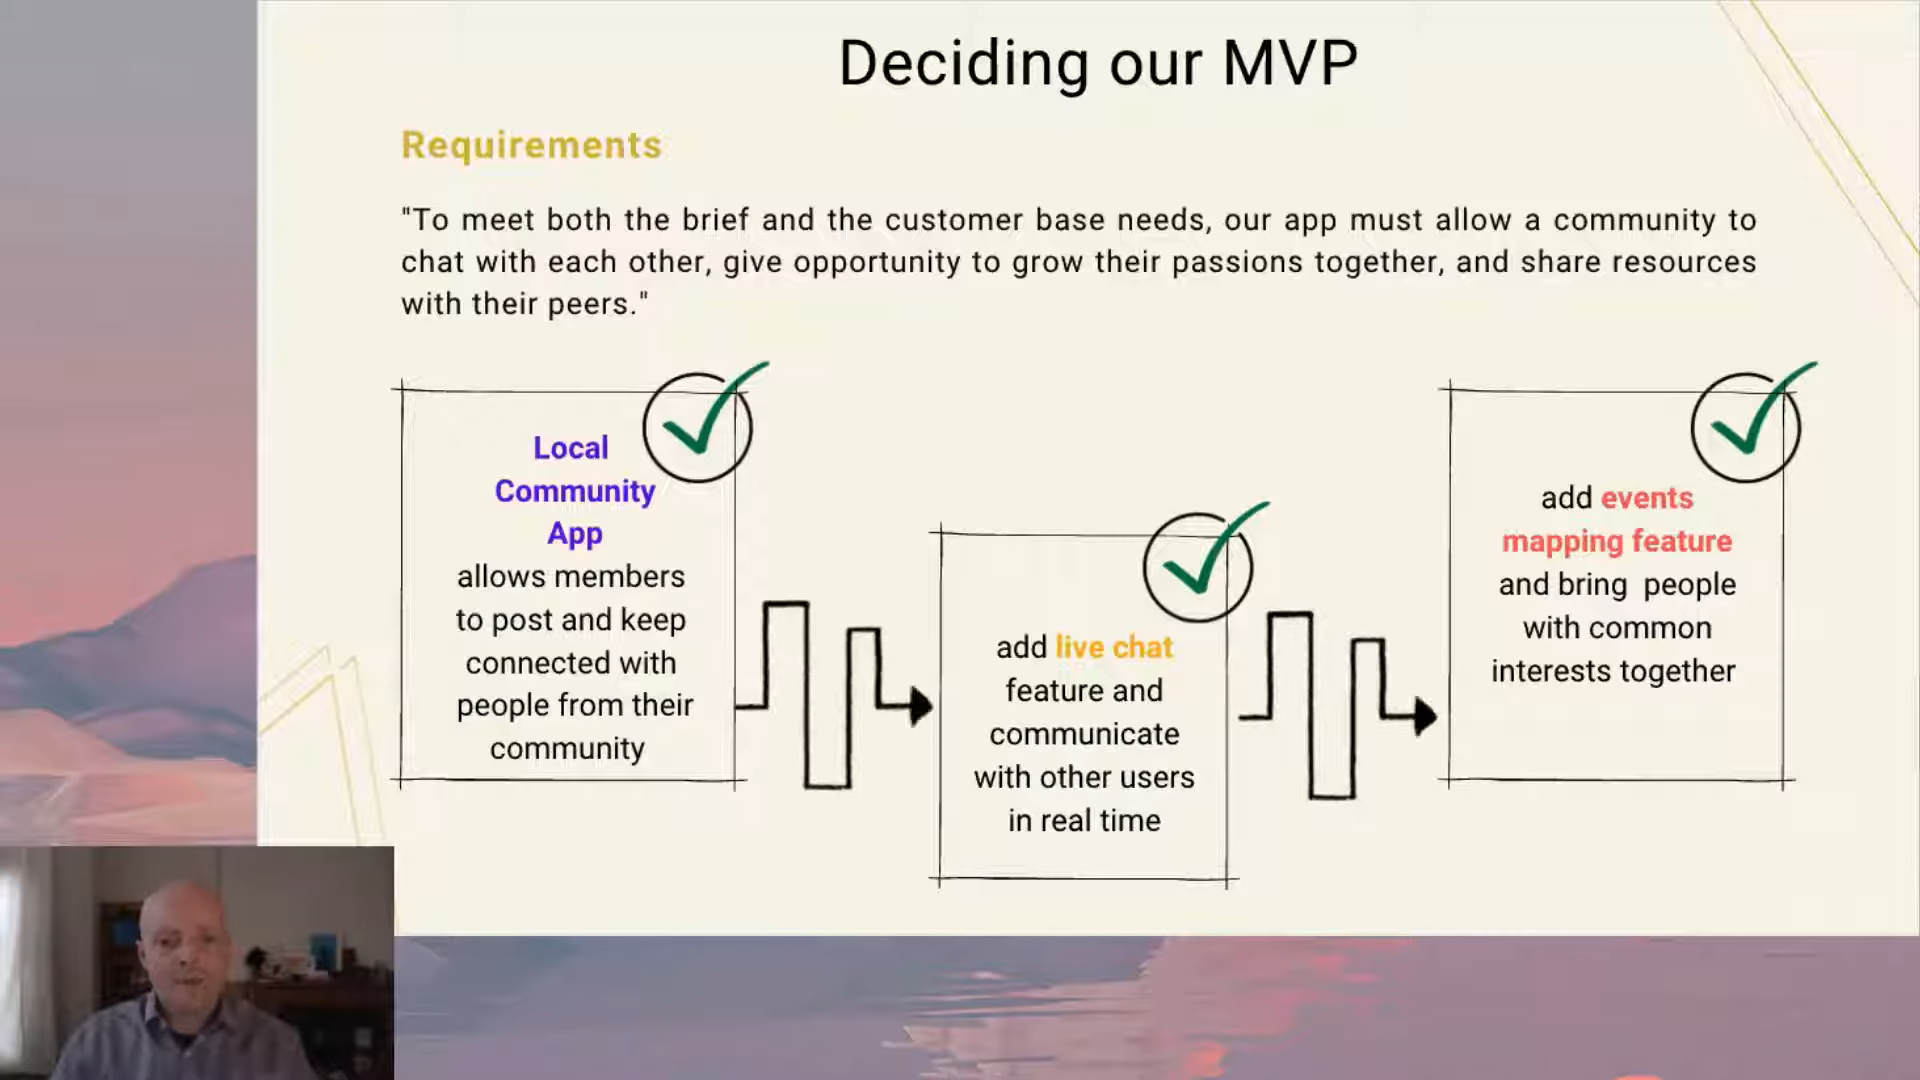 Deciding our MVP
Requirements
"To meet both the brief and the customer base needs, our app must allow a community to
chat with each other, give opportunity to grow their passions together, and share resources
with their peers."
Local
Community
App
allows members
to post and keep
connected with
people from their
community
add live chat
feature and
communicate
with other users
in real time
add events
mapping feature
and bring people
with common
interests together